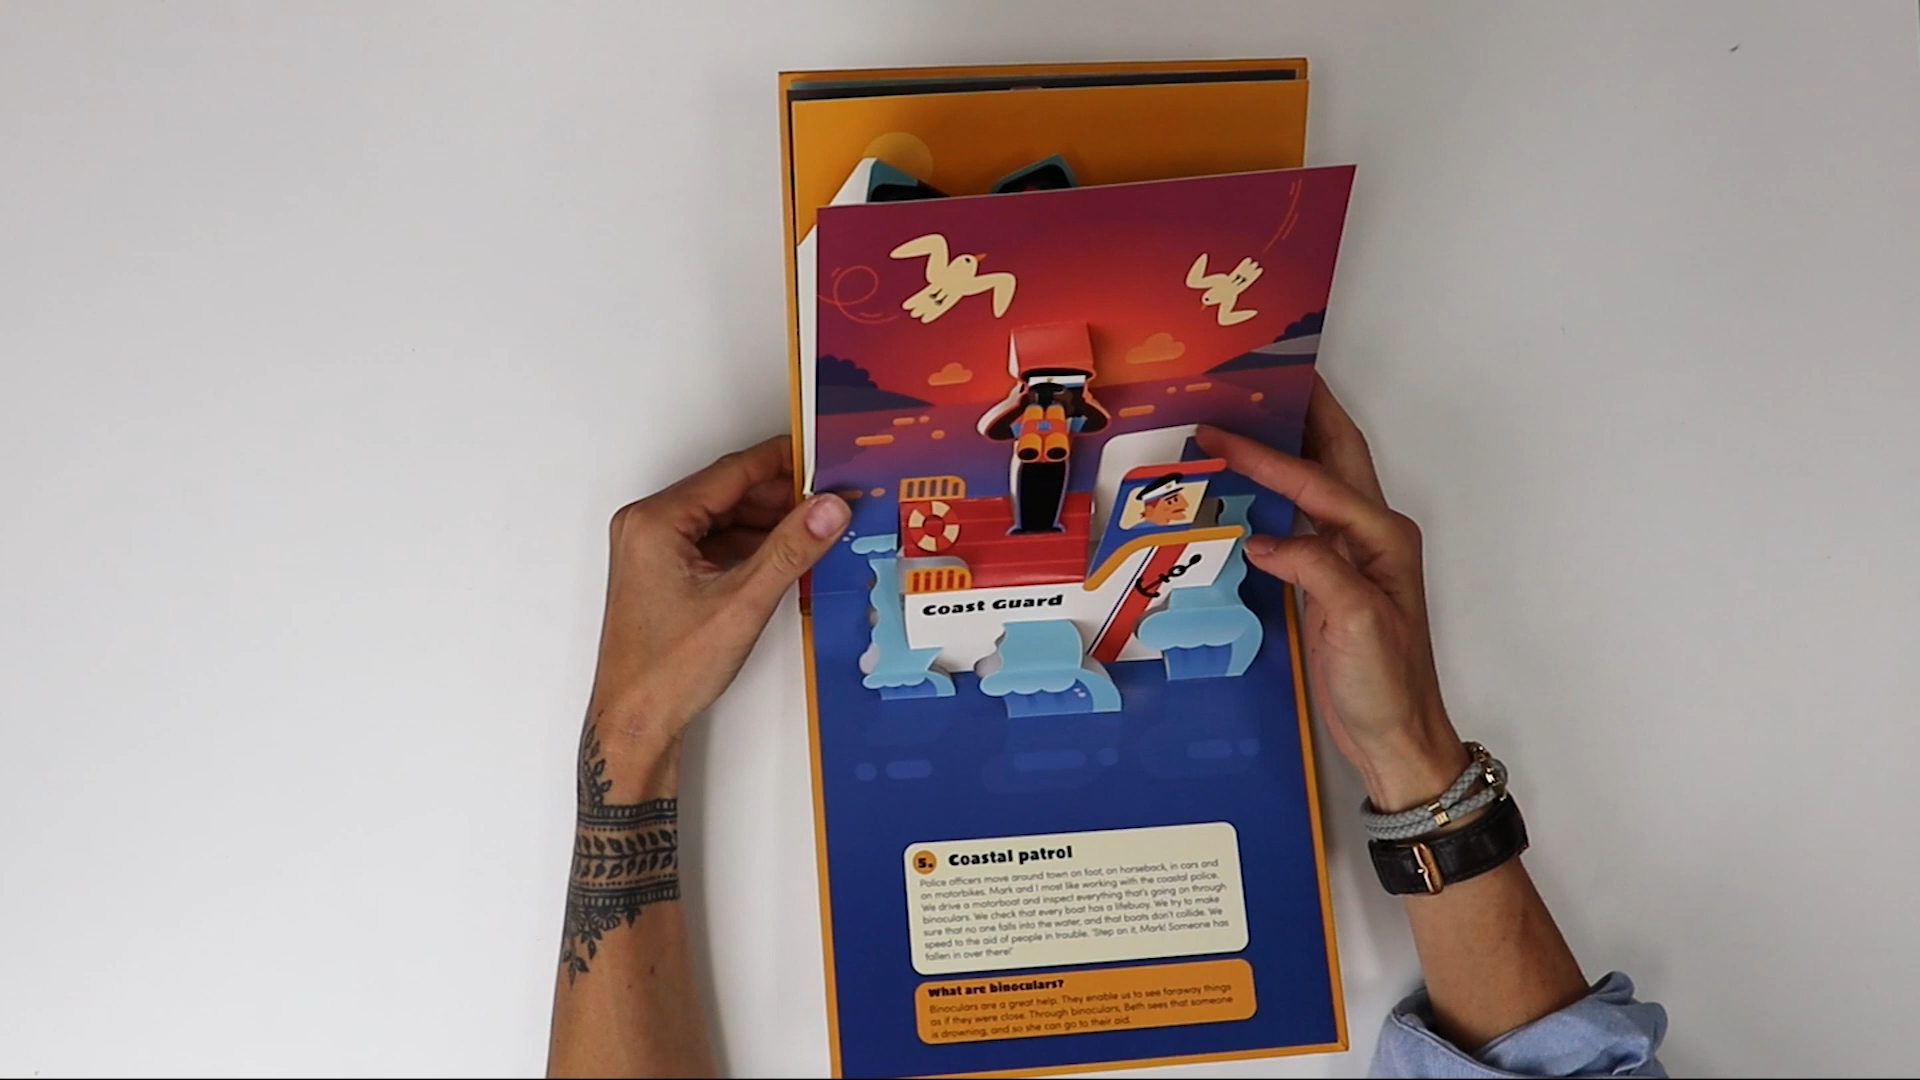 Coast Guard
5. Coastal patrol
Police officers move around town on foot, on horseback, in cars and
on motorbikes. Mark and I most like working with the coastal police.
We drive a motorboat and inspect everything that's going on through
binoculars. We check that every boat has a lifebuoy. We try to make
sure that no one falls into the water, and that boats don't collide. We
speed to the aid of people in trouble. 'Step on it, Mark! Someone has
fallen in over there!'
What are binoculars?
Binoculars are a great help. They enable us to see faraway things
as if they were close. Through binoculars, Beth sees that someone
is drowning, and so she can go to their aid.